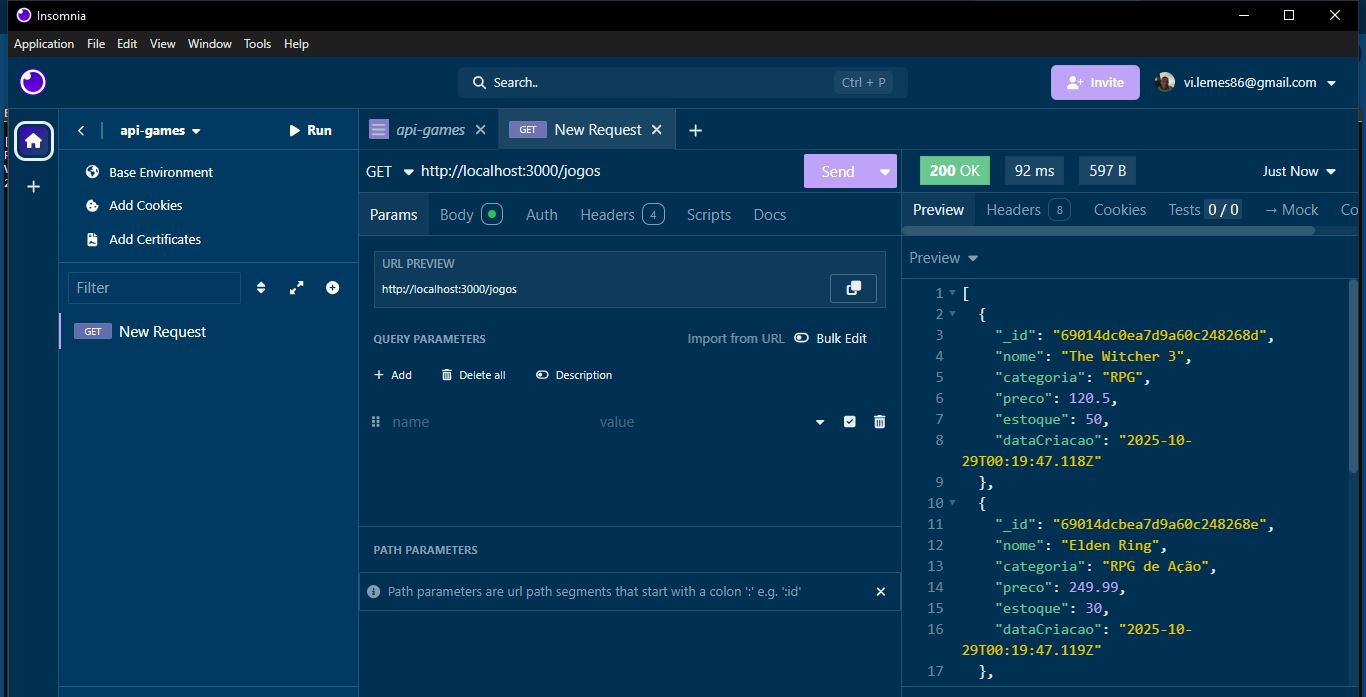 Insomnia
Application File Edit View Window Tools Help
Search.. Ctrl + P
Invite
vi.lemes86@gmail.com
api-games
Run
api-games
GET New Request
Base Environment
Add Cookies
Add Certificates
Filter
GET New Request
GET http://localhost:3000/jogos
Send
Params Body Auth Headers 4 Scripts Docs
URL PREVIEW
http://localhost:3000/jogos
QUERY PARAMETERS
Import from URL Bulk Edit
+ Add Delete all Description
name value
PATH PARAMETERS
Path parameters are url path segments that start with a colon ':' e.g. ':id'
200 OK 92 ms 597 B Just Now
Preview Headers 8 Cookies Tests 0 / 0 → Mock Co
Preview
1 [
2 {
3 "_id": "69014dc0ea7d9a60c248268d",
4 "nome": "The Witcher 3",
5 "categoria": "RPG",
6 "preco": 120.5,
7 "estoque": 50,
8 "dataCriacao": "2025-10-
29T00:19:47.118Z"
9 },
10 {
11 "_id": "69014dcbea7d9a60c248268e",
12 "nome": "Elden Ring",
13 "categoria": "RPG de Ação",
14 "preco": 249.99,
15 "estoque": 30,
16 "dataCriacao": "2025-10-
29T00:19:47.119Z"
17 },